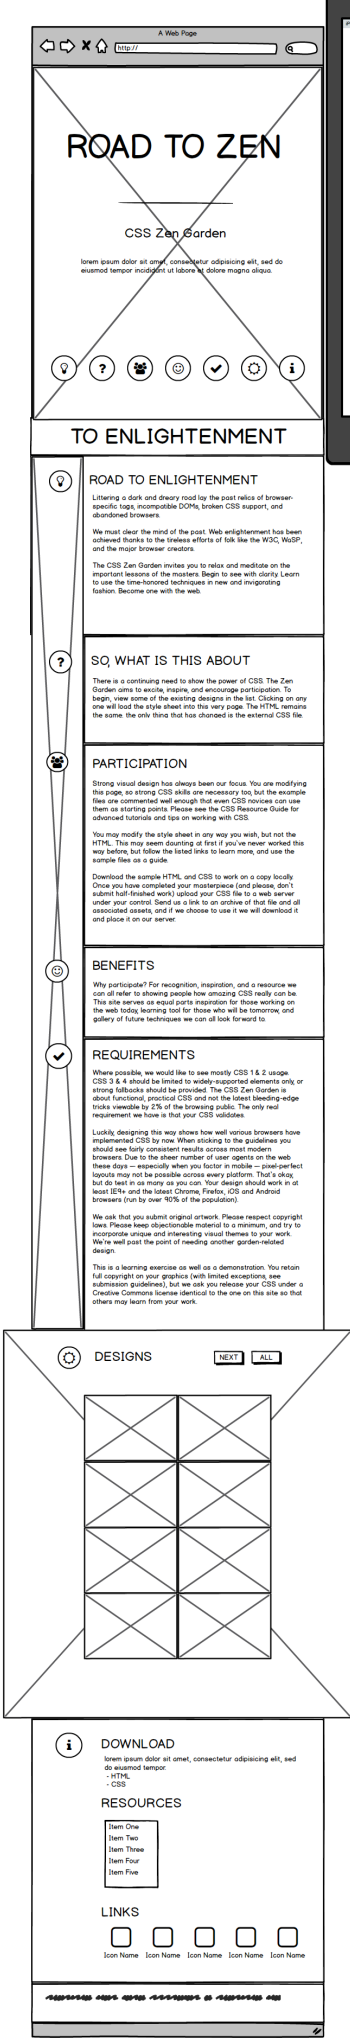 A Web Page
http://
ROAD TO ZEN
CSS Zen Garden
lorem ipsum dolor sit amet, consectetur adipisicing elit, sed do
eiusmod tempor incididunt ut labore et dolore magna aliqua.
TO ENLIGHTENMENT
ROAD TO ENLIGHTENMENT
Littering a dark and dreary road lay the past relics of browser-
specific tags, incompatible DOMs, broken CSS support, and
abandoned browsers.
We must clear the mind of the past. Web enlightenment has been
achieved thanks to the tireless efforts of folk like the W3C, WaSP,
and the major browser creators.
The CSS Zen Garden invites you to relax and meditate on the
important lessons of the masters. Begin to see with clarity. Learn
to use the time-honored techniques in new and invigorating
fashion. Become one with the web.
?
SO, WHAT IS THIS ABOUT
There is a continuing need to show the power of CSS. The Zen
Garden aims to excite, inspire, and encourage participation. To
begin, view some of the existing designs in the list. Clicking on any
one will load the style sheet into this very page. The HTML remains
the same. the only thing that has changed is the external CSS file.
PARTICIPATION
Strong visual design has always been our focus. You are modifying
this page, so strong CSS skills are necessary too, but the example
files are commented well enough that even CSS novices can use
them as starting points. Please see the CSS Resource Guide for
advanced tutorials and tips on working with CSS.
You may modify the style sheet in any way you wish, but not the
HTML. This may seem daunting at first if you've never worked this
way before, but follow the listed links to learn more, and use the
sample files as a guide.
Download the sample HTML and CSS to work on a copy locally.
Once you have completed your masterpiece (and please, don't
submit half-finished work) upload your CSS file to a web server
under your control. Send us a link to an archive of that file and all
associated assets, and if we choose to use it we will download it
and place it on our server.
BENEFITS
Why participate? For recognition, inspiration, and a resource we
can all refer to showing people how amazing CSS really can be.
This site serves as equal parts inspiration for those working on
the web today, learning tool for those who will be tomorrow, and
gallery of future techniques we can all look forward to.
REQUIREMENTS
Where possible, we would like to see mostly CSS 1 & 2 usage.
CSS 3 & 4 should be limited to widely-supported elements only, or
strong fallbacks should be provided. The CSS Zen Garden is
about functional, practical CSS and not the latest bleeding-edge
tricks viewable by 2% of the browsing public. The only real
requirement we have is that your CSS validates.
Luckily, designing this way shows how well various browsers have
implemented CSS by now. When sticking to the guidelines you
should see fairly consistent results across most modern
browsers. Due to the sheer number of user agents on the web
these days — especially when you factor in mobile — pixel-perfect
layouts may not be possible across every platform. That's okay,
but do test in as many as you can. Your design should work in at
least IE9+ and the latest Chrome, Firefox, iOS and Android
browsers (run by over 90% of the population).
We ask that you submit original artwork. Please respect copyright
laws. Please keep objectionable material to a minimum, and try to
incorporate unique and interesting visual themes to your work.
We're well past the point of needing another garden-related
design.
This is a learning exercise as well as a demonstration. You retain
full copyright on your graphics (with limited exceptions, see
submission guidelines), but we ask you release your CSS under a
Creative Commons license identical to the one on this site so that
others may learn from your work.
DESIGNS
NEXT ALL
i
DOWNLOAD
lorem ipsum dolor sit amet, consectetur adipisicing elit, sed
do eiusmod tempor.
- HTML
- CSS
RESOURCES
Item One
Item Two
Item Three
Item Four
Item Five
LINKS
Icon Name Icon Name Icon Name Icon Name Icon Name